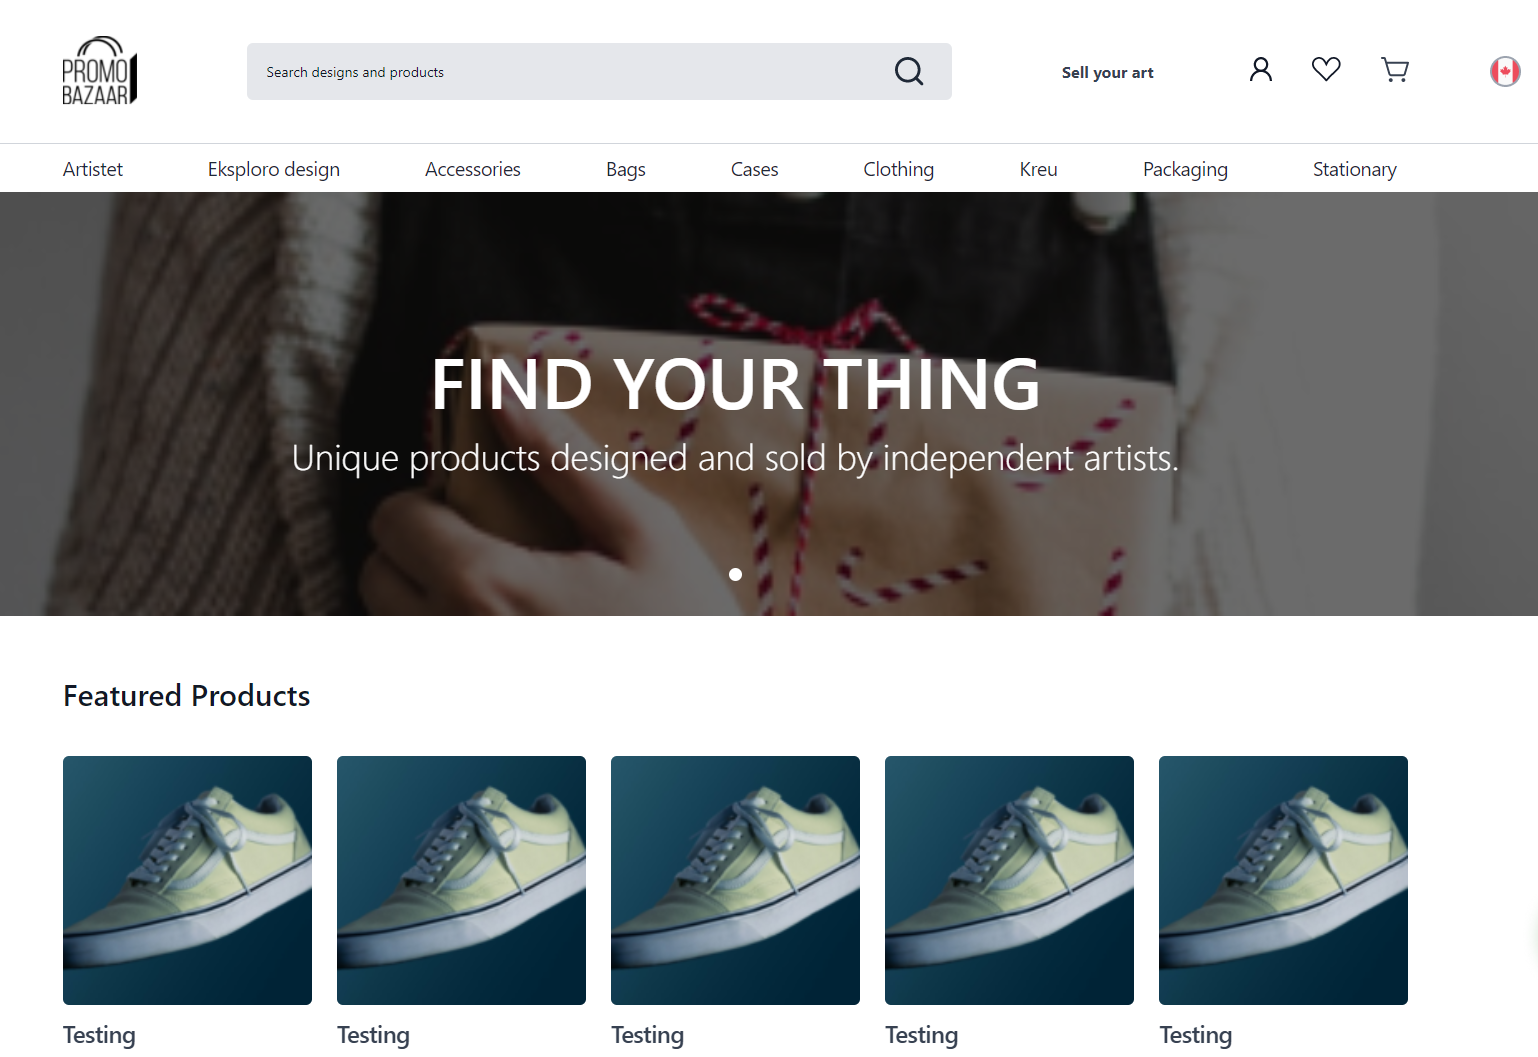 PROMO
BAZAAR
Search designs and products
Sell your art
Artistet
Eksploro design
Accessories
Bags
Cases
Clothing
Kreu
Packaging
Stationary
FIND YOUR THING
Unique products designed and sold by independent artists.
Featured Products
Testing
Testing
Testing
Testing
Testing